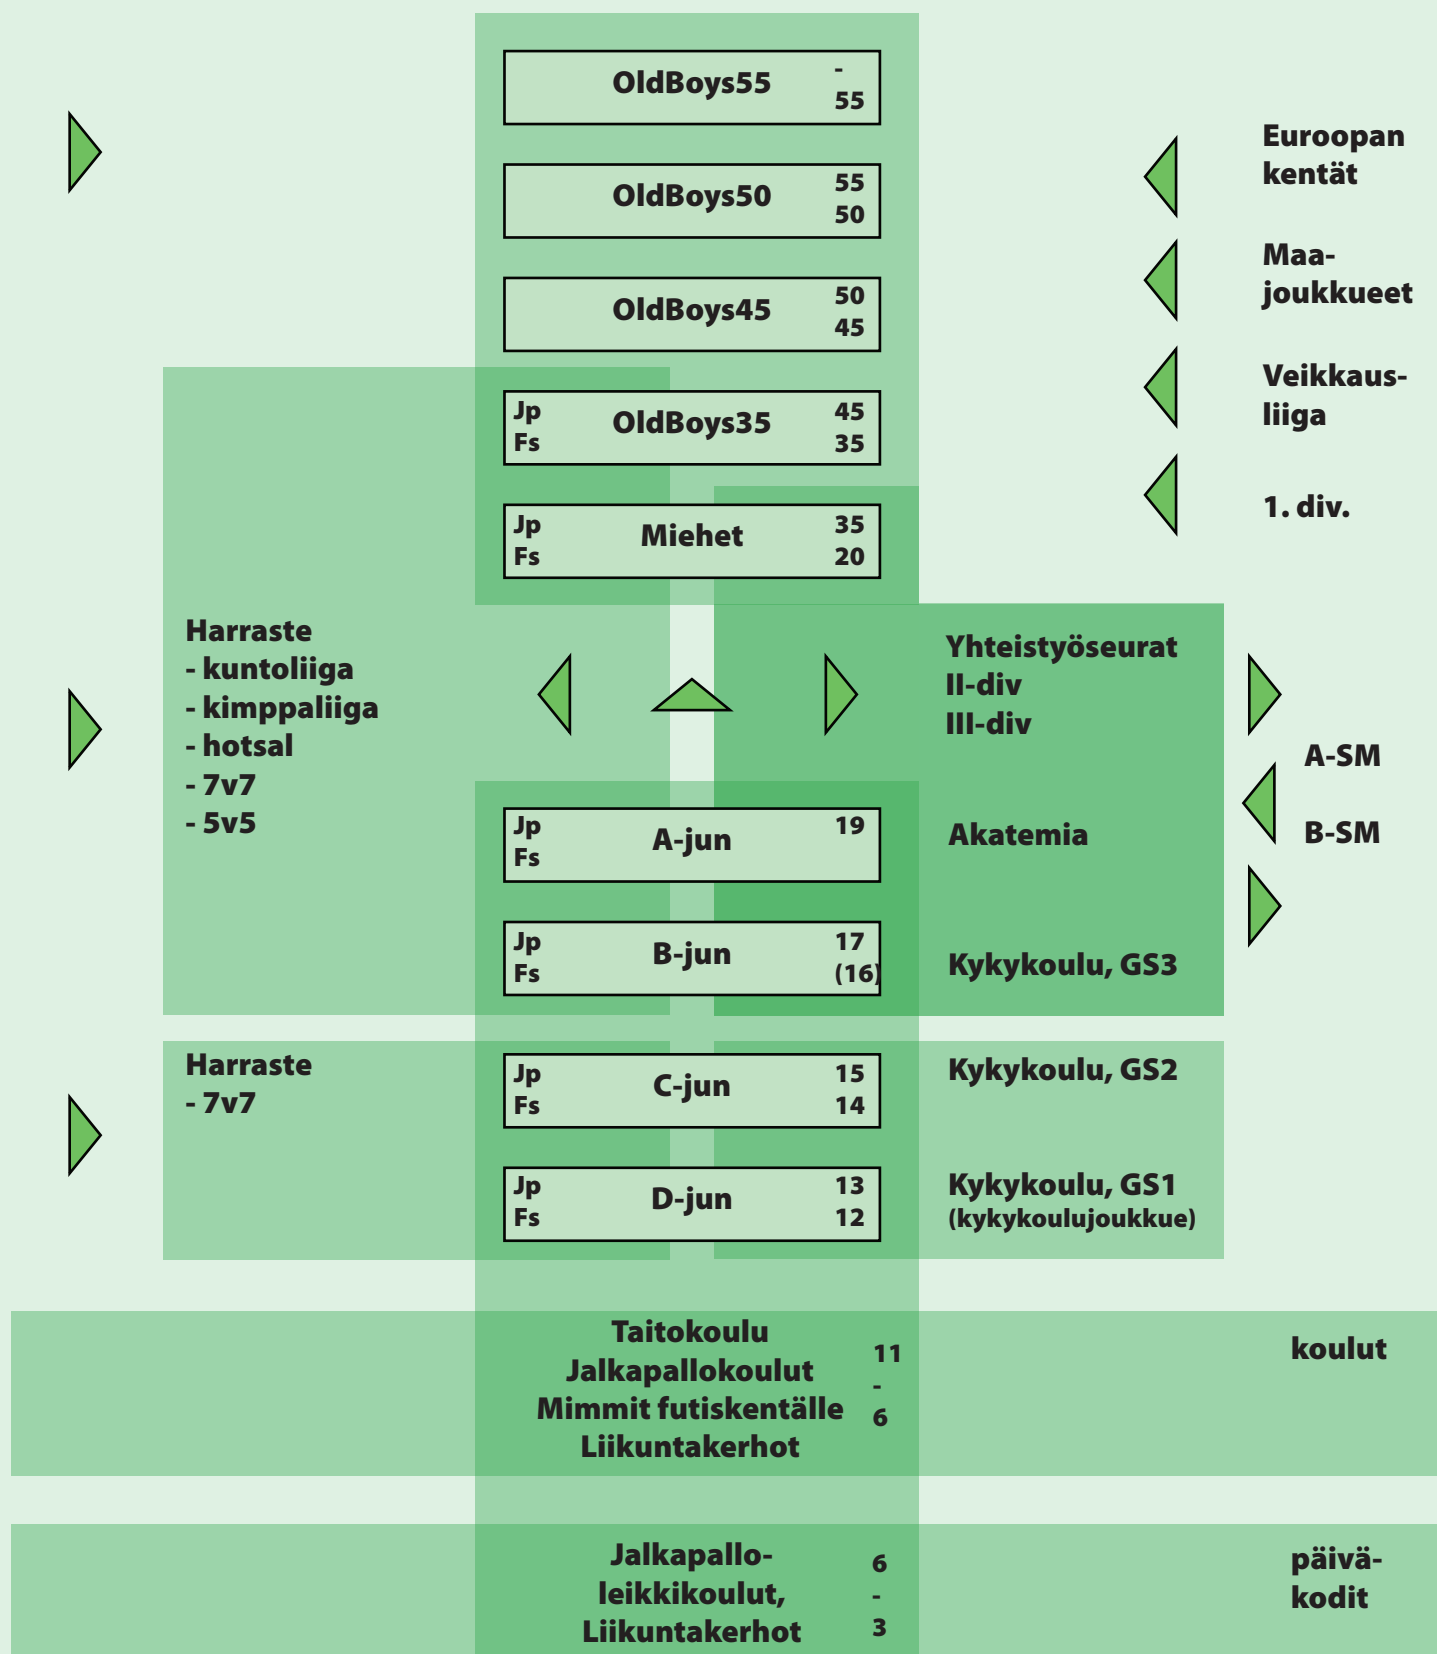 OldBoys55
-
55
OldBoys50
55
50
OldBoys45
50
45
Jp
Fs
OldBoys35
45
35
Jp
Fs
Miehet
35
20
Euroopan
kentät
Maa-
joukkueet
Veikkaus-
liiga
1. div.
Harraste
- kuntoliiga
- kimppaliiga
- hotsal
- 7v7
- 5v5
Yhteistyöseurat
II-div
III-div
A-SM
B-SM
Jp
Fs
A-jun
19
Akatemia
Jp
Fs
B-jun
17
(16)
Kykykoulu, GS3
Harraste
- 7v7
Jp
Fs
C-jun
15
14
Kykykoulu, GS2
Jp
Fs
D-jun
13
12
Kykykoulu, GS1
(kykykoulujoukkue)
Taitokoulu
Jalkapallokoulut
Mimmit futiskentälle
Liikuntakerhot
11
-
6
koulut
Jalkapallo-
leikkikoulut,
Liikuntakerhot
6
-
3
päivä-
kodit